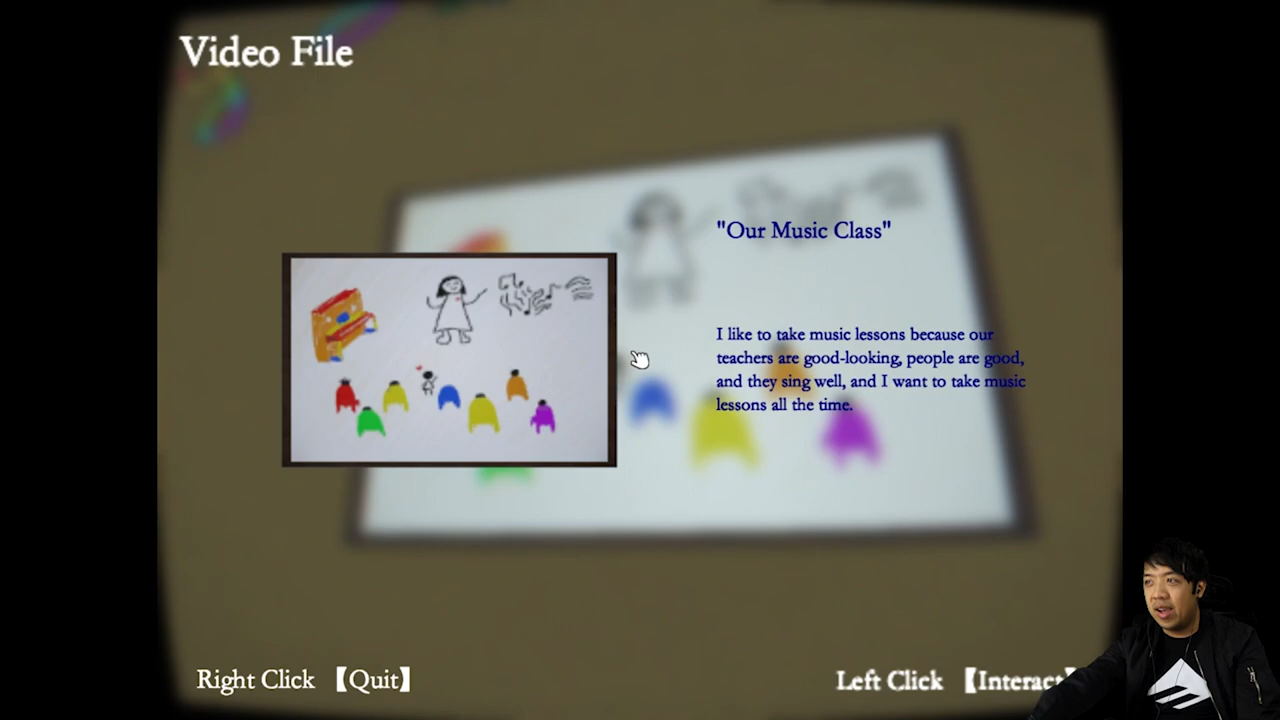 Video File
"Our Music Class"
I like to take music lessons because our
teachers are good-looking, people are good,
and they sing well, and I want to take music
lessons all the time.
Right Click 【Quit】
Left Click 【Interact】